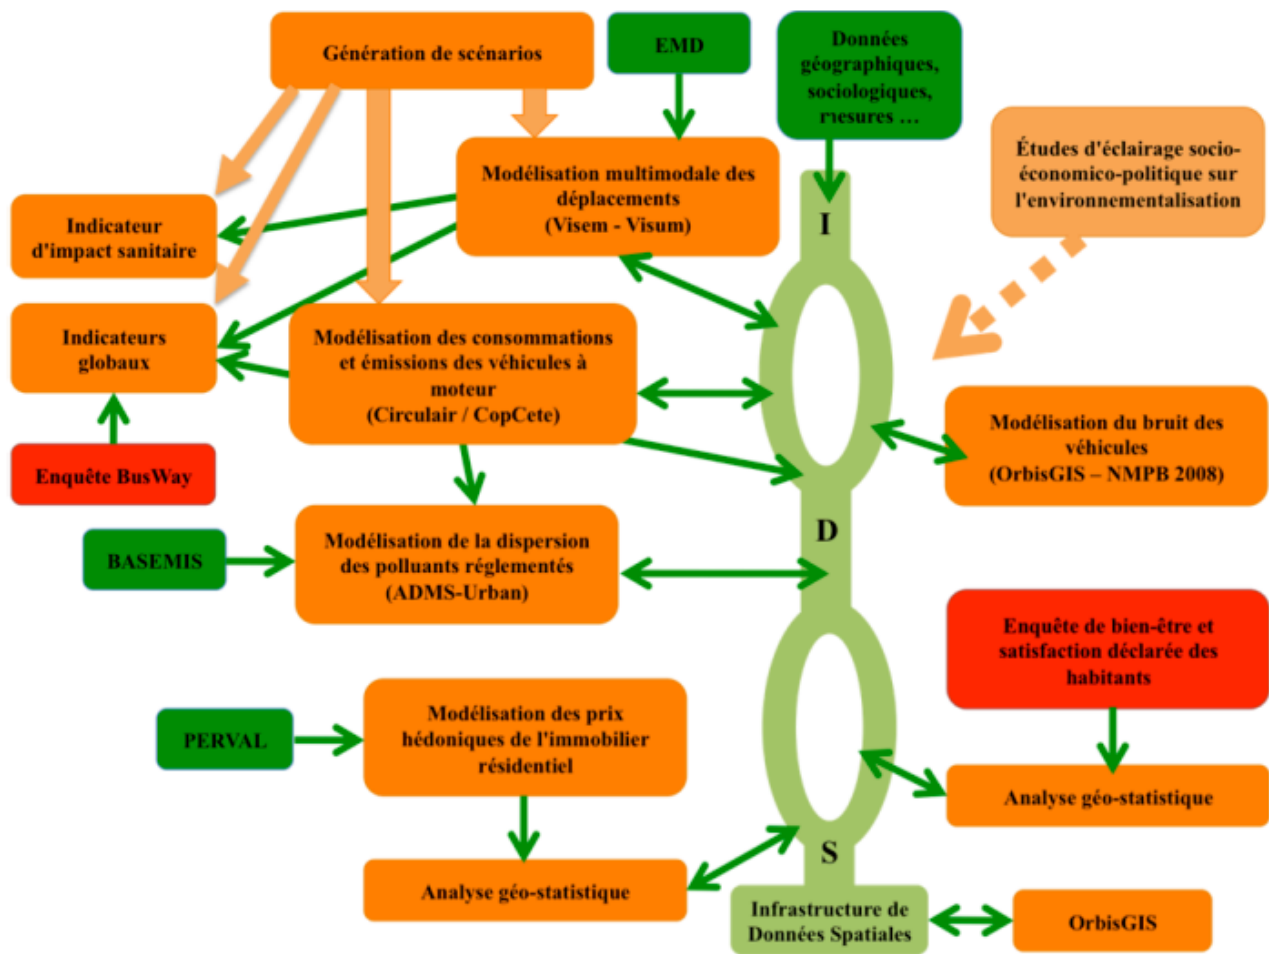 Génération de scénarios
EMD
Données
géographiques,
sociologiques,
mesures ...
Études d'éclairage socio-
économico-politique sur
l'environnementalisation
Modélisation multimodale des
déplacements
(Visem - Visum)
Indicateur
d'impact sanitaire
I
Indicateurs
globaux
Modélisation des consommations
et émissions des véhicules à
moteur
(Circulair / CopCete)
Modélisation du bruit des
véhicules
(OrbisGIS – NMPB 2008)
Enquête BusWay
D
BASEMIS
Modélisation de la dispersion
des polluants réglementés
(ADMS-Urban)
Enquête de bien-être et
satisfaction déclarée des
habitants
PERVAL
Modélisation des prix
hédoniques de l'immobilier
résidentiel
Analyse géo-statistique
S
Analyse géo-statistique
Infrastructure de
Données Spatiales
OrbisGIS